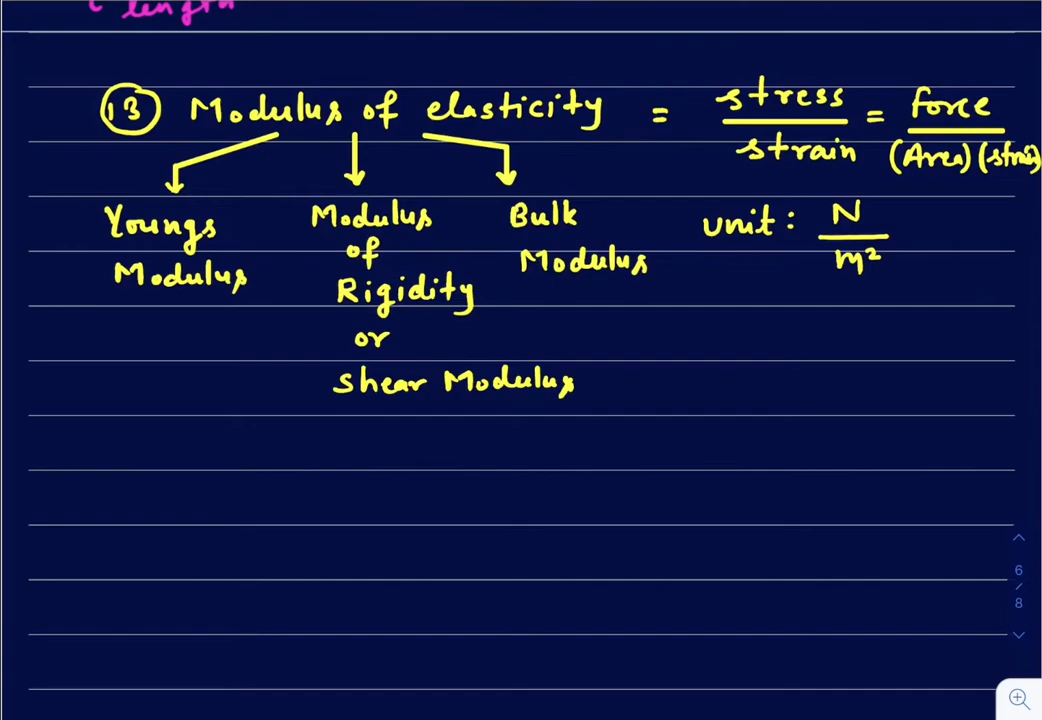 length
13 Modulus of elasticity = stress / strain = force / (Area) (strain)
Youngs Modulus
Modulus of Rigidity or shear Modulus
Bulk Modulus
unit: N / m²
6 / 8